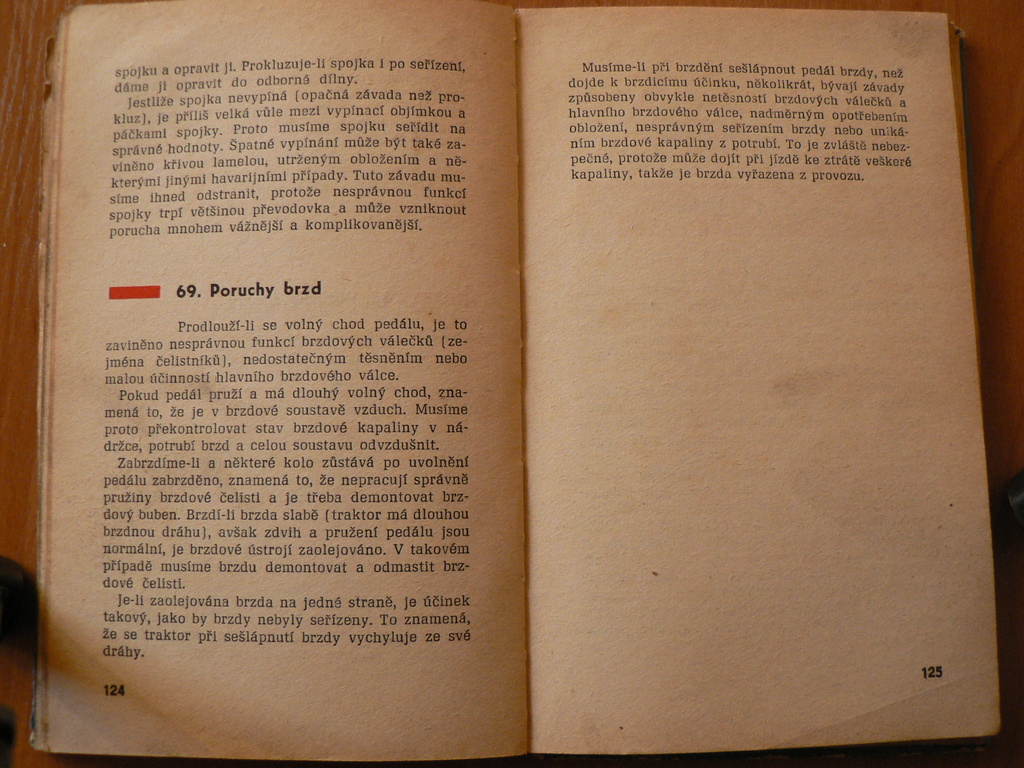 spojku a opravit ji. Prokluzuje-li spojka i po seřízení,
dáme ji opravit do odborné dílny.
Jestliže spojka nevypíná (opačná závada než pro-
kluz), je příliš velká vůle mezi vypínací objímkou a
páčkami spojky. Proto musíme spojku seřídit na
správné hodnoty. Špatné vypínání může být také za-
viněno křivou lamelou, utrženým obložením a ně-
kterými jinými havarijními případy. Tuto závadu mu-
síme ihned odstranit, protože nesprávnou funkcí
spojky trpí většinou převodovka a může vzniknout
porucha mnohem vážnější a komplikovanější.
69. Poruchy brzd
Prodlouží-li se volný chod pedálu, je to
zaviněno nesprávnou funkcí brzdových válečků (ze-
jména čelistníků), nedostatečným těsněním nebo
malou účinností hlavního brzdového válce.
Pokud pedál pruží a má dlouhý volný chod, zna-
mená to, že je v brzdové soustavě vzduch. Musíme
proto překontrolovat stav brzdové kapaliny v ná-
držce, potrubí brzd a celou soustavu odvzdušnit.
Zabrzdíme-li a některé kolo zůstává po uvolnění
pedálu zabrzděno, znamená to, že nepracují správně
pružiny brzdové čelisti a je třeba demontovat brz-
dový buben. Brzdí-li brzda slabě (traktor má dlouhou
brzdnou dráhu), avšak zdvih a pružení pedálu jsou
normální, je brzdové ústrojí zaolejováno. V takovém
případě musíme brzdu demontovat a odmastit brz-
dové čelisti.
Je-li zaolejována brzda na jedné straně, je účinek
takový, jako by brzdy nebyly seřízeny. To znamená,
že se traktor při sešlápnutí brzdy vychyluje ze své
dráhy.
124
Musíme-li při brzdění sešlápnout pedál brzdy, než
dojde k brzdicímu účinku, několikrát, bývají závady
způsobeny obvykle netěsností brzdových válečků a
hlavního brzdového válce, nadměrným opotřebením
obložení, nesprávným seřízením brzdy nebo uniká-
ním brzdové kapaliny z potrubí. To je zvláště nebez-
pečné, protože může dojít při jízdě ke ztrátě veškeré
kapaliny, takže je brzda vyřazena z provozu.
125